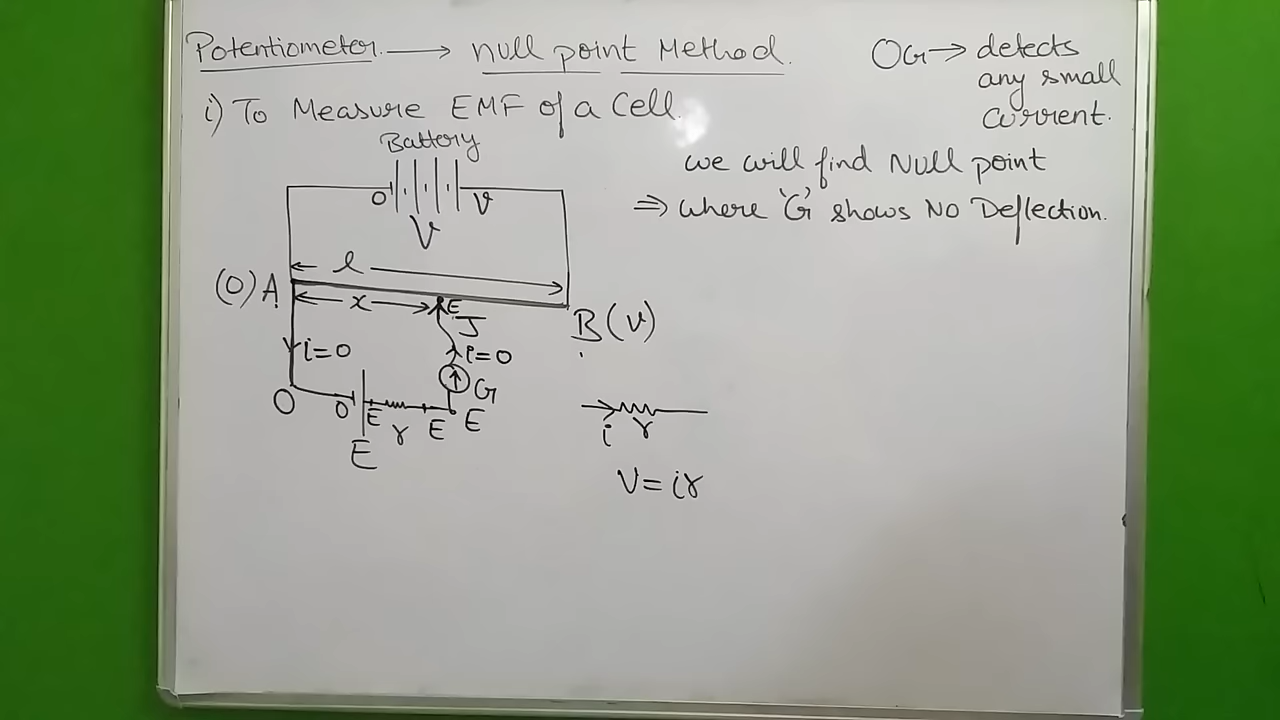 Potentiometer. → Null point Method.
G → detects
any small
current.
i) To Measure EMF of a Cell.
Battery
we will find Null point
0 V
⇒ where 'G' shows No Deflection.
V
l
(0) A
x E
J
B (V)
i=0 i=0
G
0 0 E r E E
E
i r
V = ir